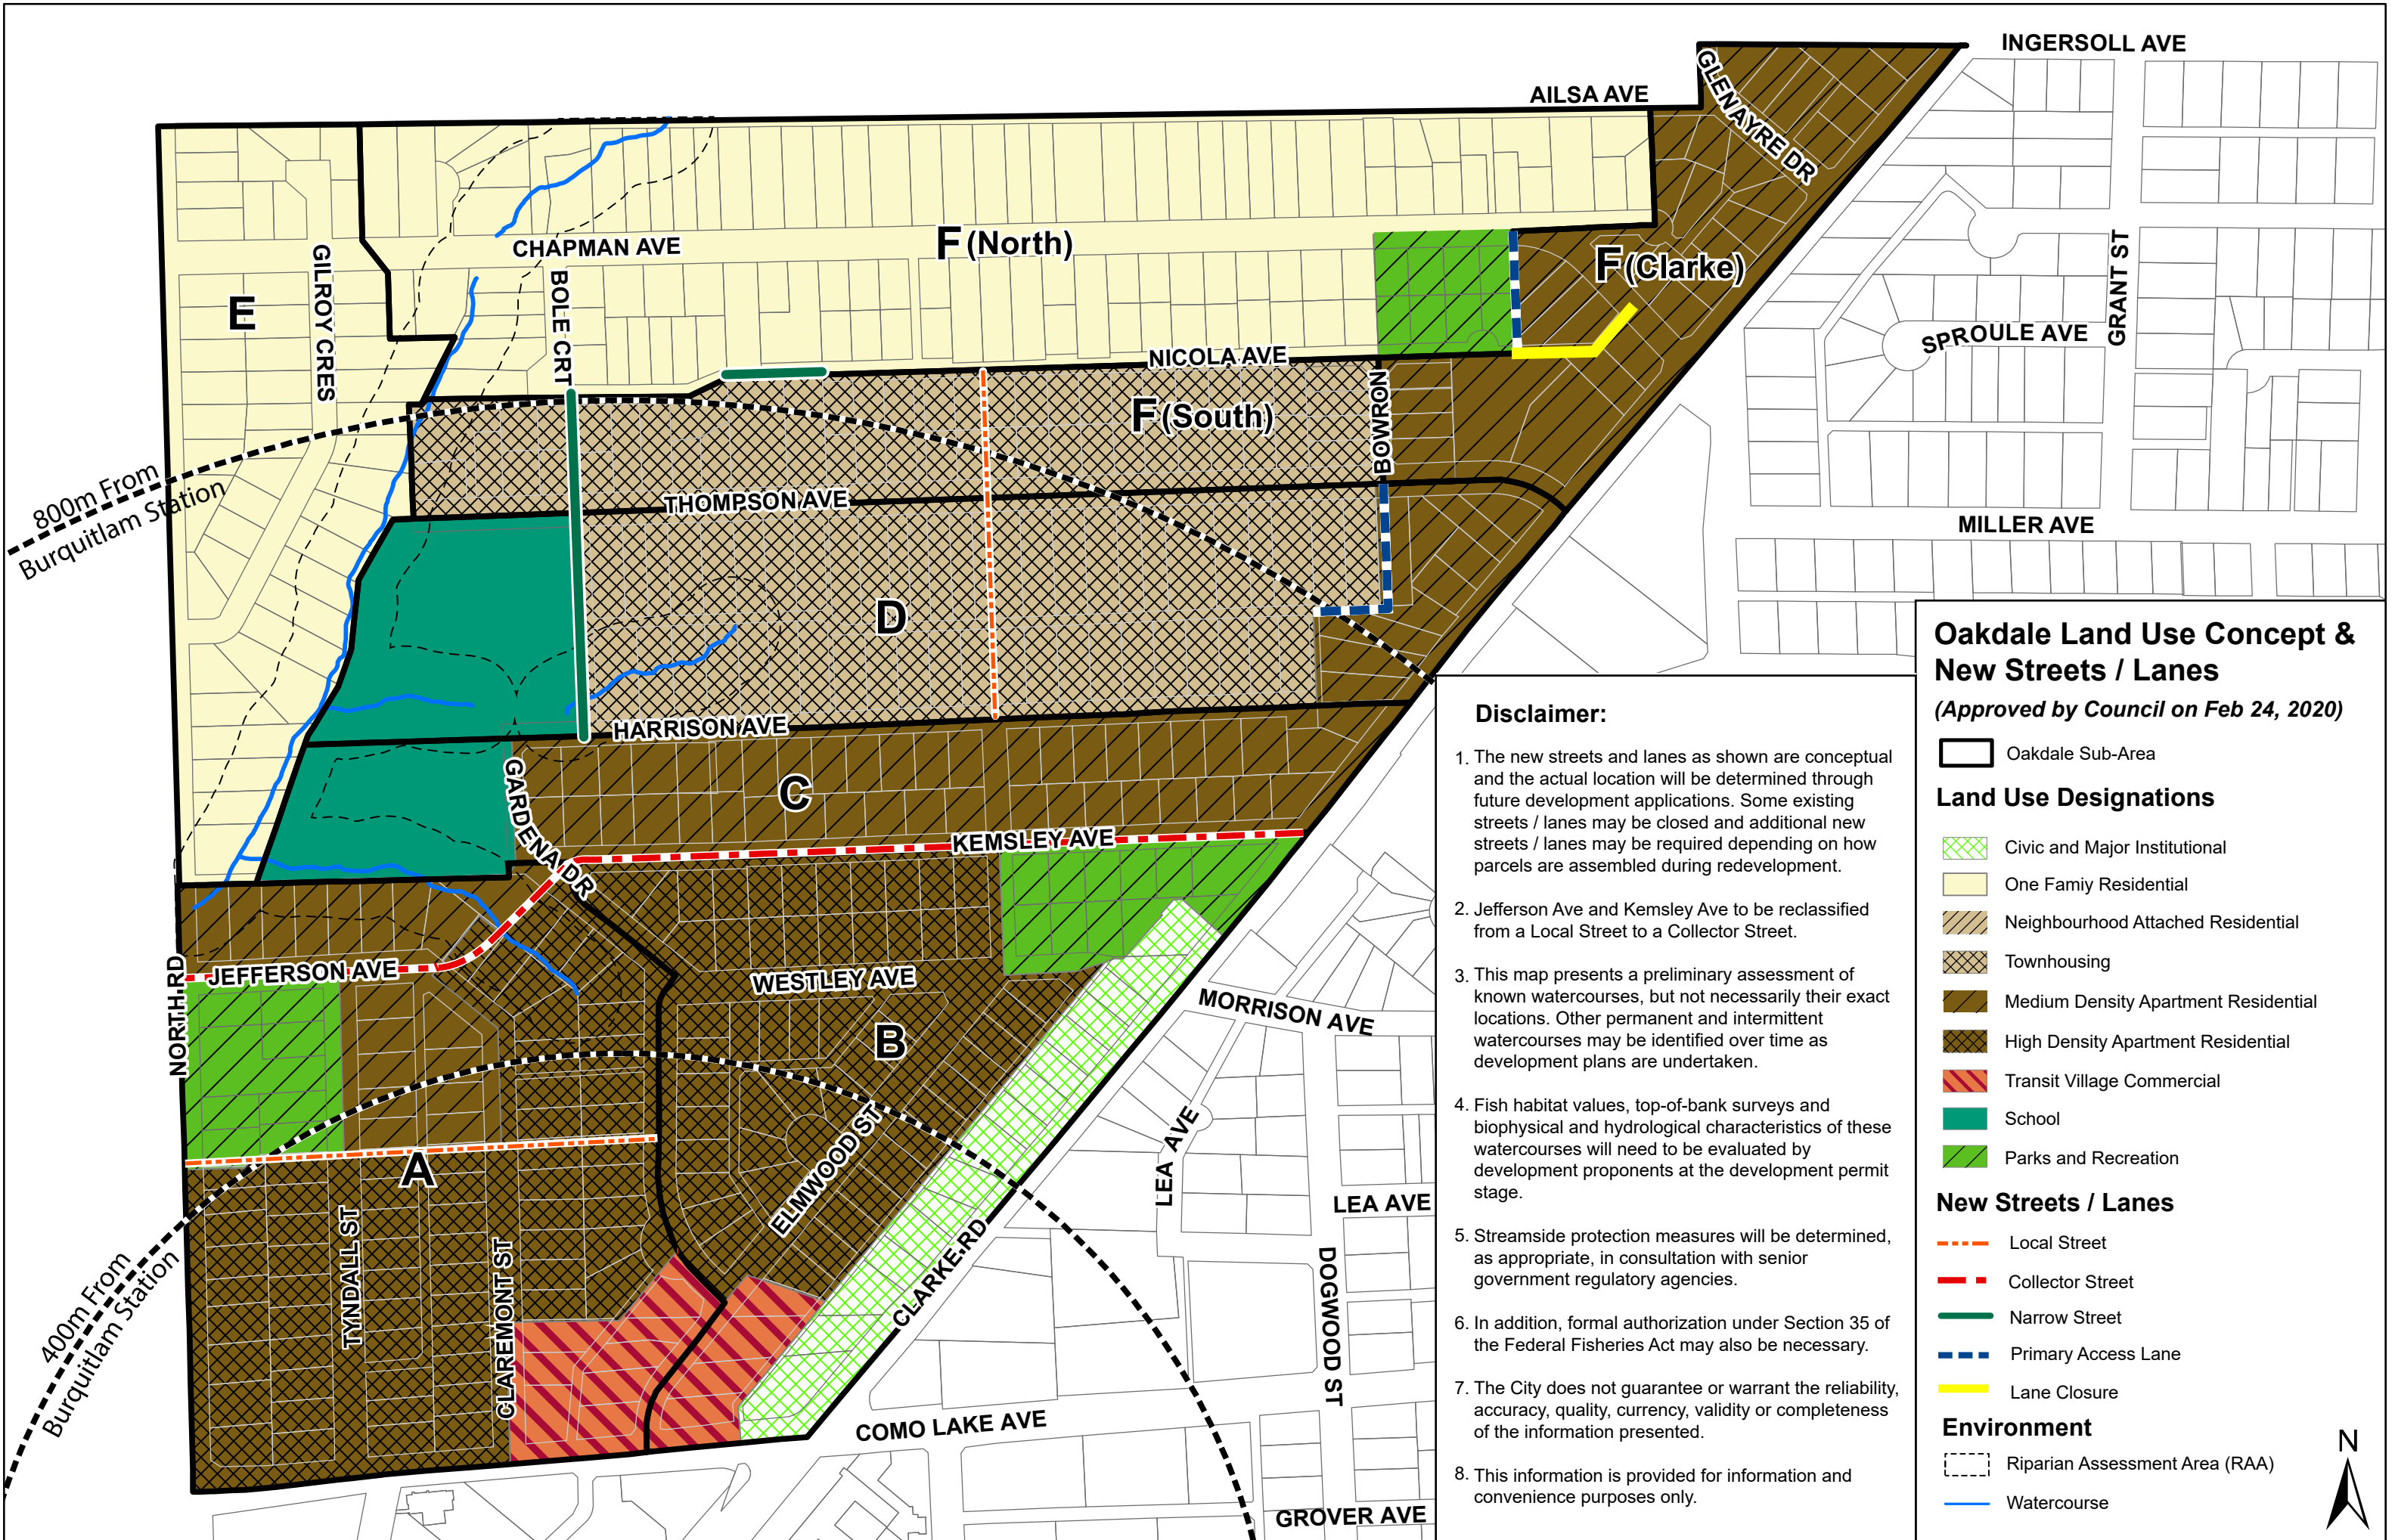 INGERSOLL AVE
AILSA AVE
GLENAYRE DR
F (North)
CHAPMAN AVE
F (Clarke)
GRANT ST
E
GILROY CRES
BOLE CRT
SPROULE AVE
NICOLA AVE
F (South)
BOWRON
800m From
Burquitlam Station
THOMPSON AVE
MILLER AVE
D
HARRISON AVE
GARDENA DR
C
KEMSLEY AVE
JEFFERSON AVE
NORTH RD
WESTLEY AVE
MORRISON AVE
B
A
ELMWOOD ST
LEA AVE
LEA AVE
TYNDALL ST
CLAREMONT ST
CLARKE RD
DOGWOOD ST
400m From
Burquitlam Station
COMO LAKE AVE
GROVER AVE
Disclaimer:
1. The new streets and lanes as shown are conceptual
and the actual location will be determined through
future development applications. Some existing
streets / lanes may be closed and additional new
streets / lanes may be required depending on how
parcels are assembled during redevelopment.
2. Jefferson Ave and Kemsley Ave to be reclassified
from a Local Street to a Collector Street.
3. This map presents a preliminary assessment of
known watercourses, but not necessarily their exact
locations. Other permanent and intermittent
watercourses may be identified over time as
development plans are undertaken.
4. Fish habitat values, top-of-bank surveys and
biophysical and hydrological characteristics of these
watercourses will need to be evaluated by
development proponents at the development permit
stage.
5. Streamside protection measures will be determined,
as appropriate, in consultation with senior
government regulatory agencies.
6. In addition, formal authorization under Section 35 of
the Federal Fisheries Act may also be necessary.
7. The City does not guarantee or warrant the reliability,
accuracy, quality, currency, validity or completeness
of the information presented.
8. This information is provided for information and
convenience purposes only.
Oakdale Land Use Concept &
New Streets / Lanes
(Approved by Council on Feb 24, 2020)
Oakdale Sub-Area
Land Use Designations
Civic and Major Institutional
One Famiy Residential
Neighbourhood Attached Residential
Townhousing
Medium Density Apartment Residential
High Density Apartment Residential
Transit Village Commercial
School
Parks and Recreation
New Streets / Lanes
Local Street
Collector Street
Narrow Street
Primary Access Lane
Lane Closure
Environment
Riparian Assessment Area (RAA)
Watercourse
N